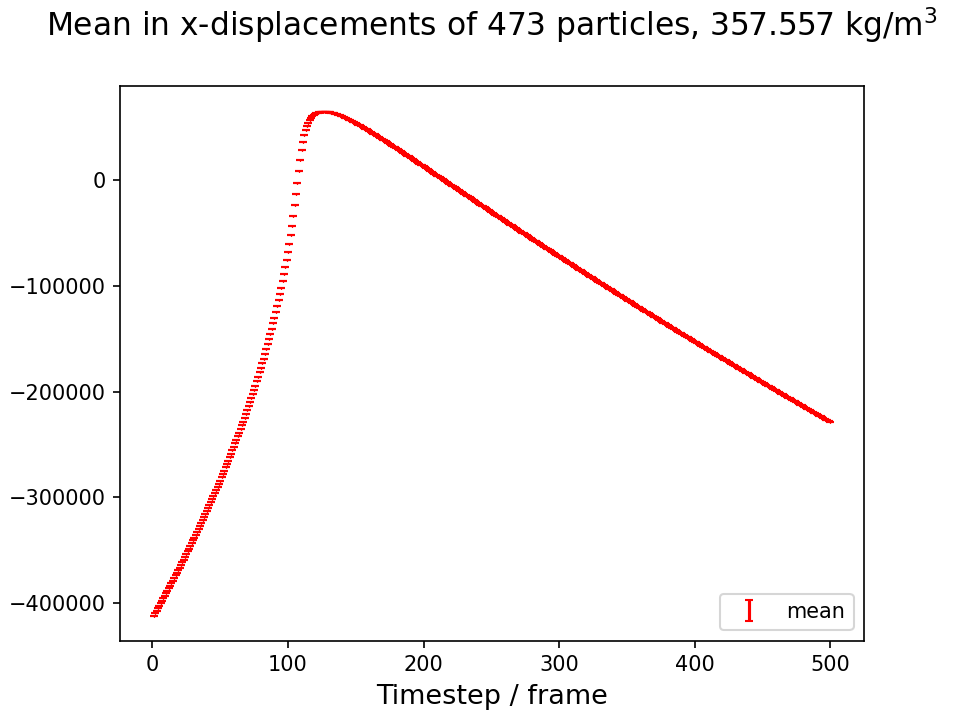 Mean in x-displacements of 473 particles, 357.557 kg/m³
0
−100000
−200000
−300000
−400000
mean
0 100 200 300 400 500
Timestep / frame